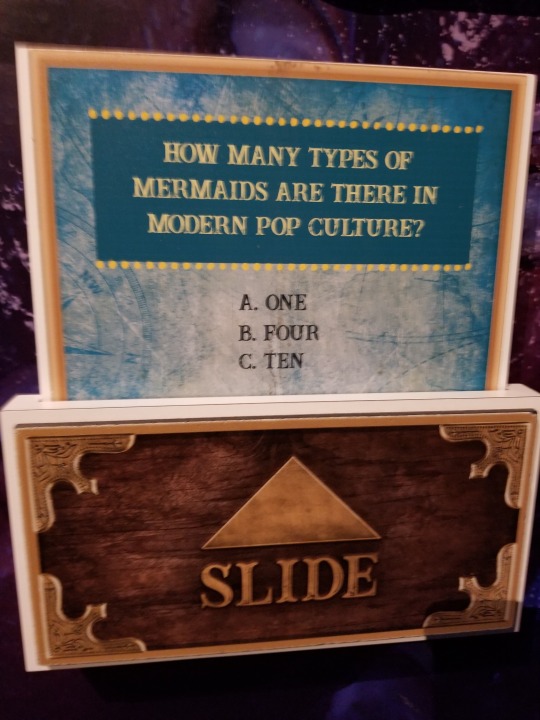 HOW MANY TYPES OF
MERMAIDS ARE THERE IN
MODERN POP CULTURE?
A. ONE
B. FOUR
C. TEN
SLIDE